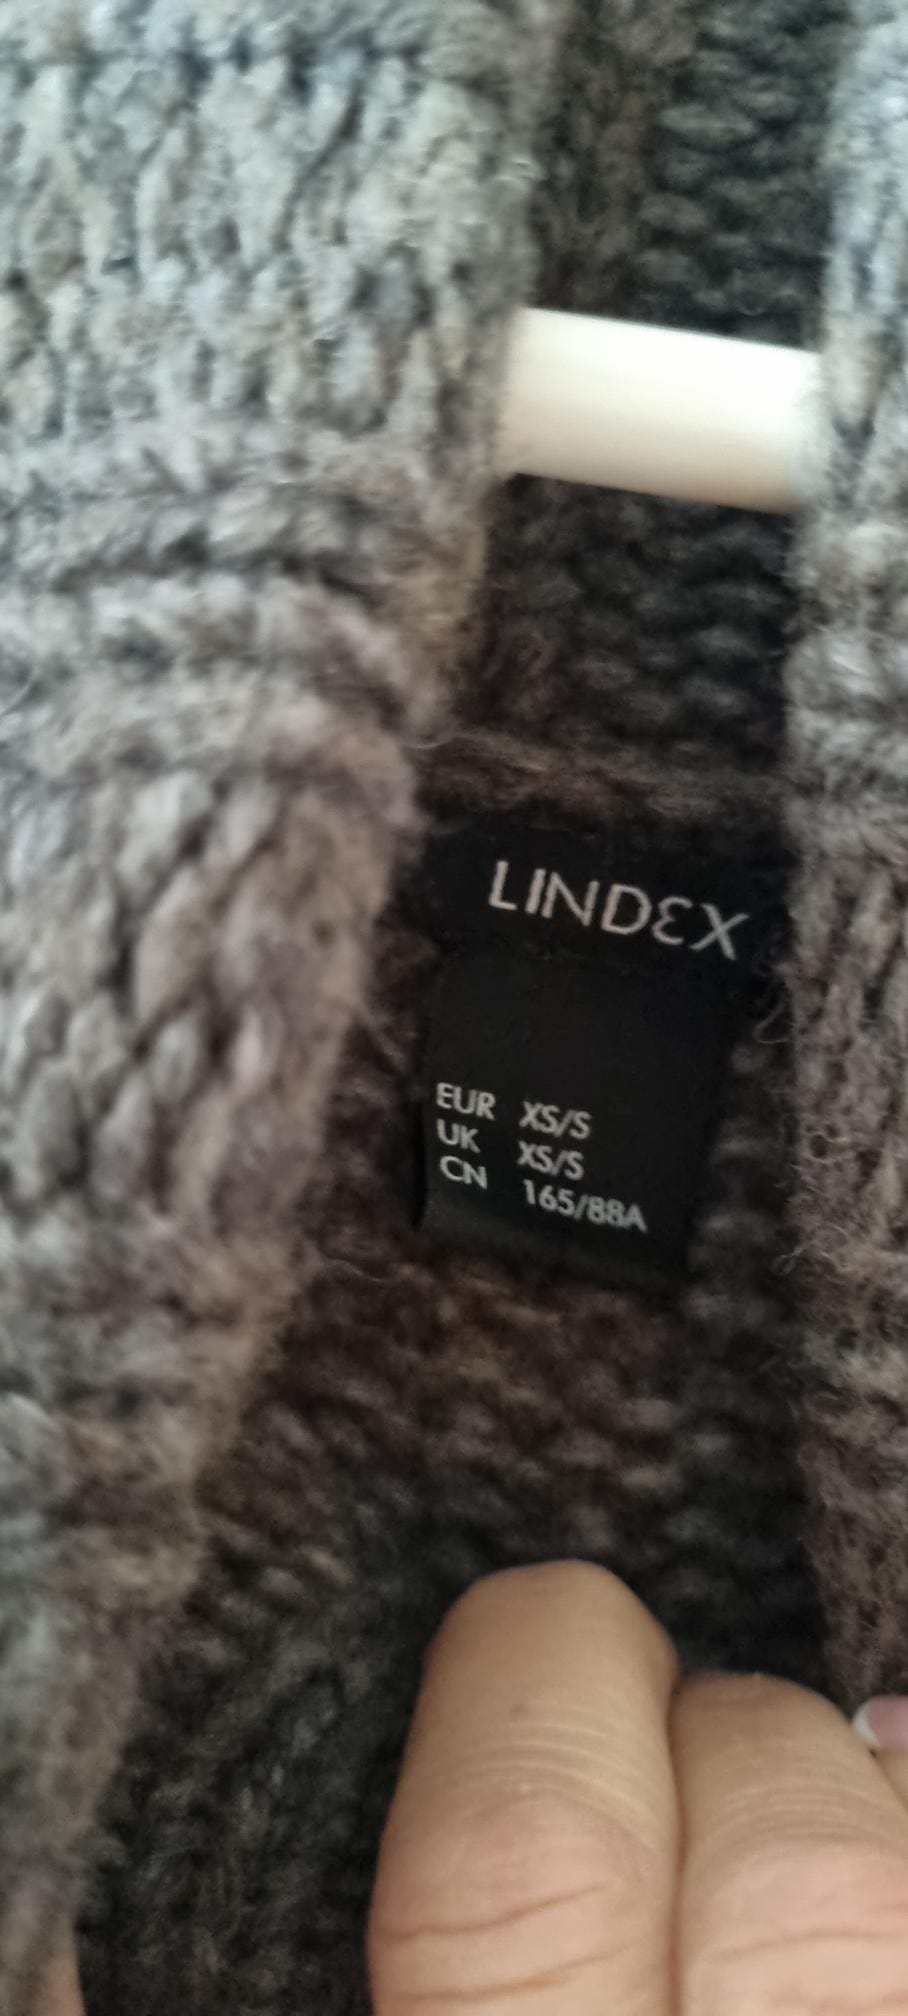 LINDEX
EUR XS/S
UK XS/S
CN 165/88A